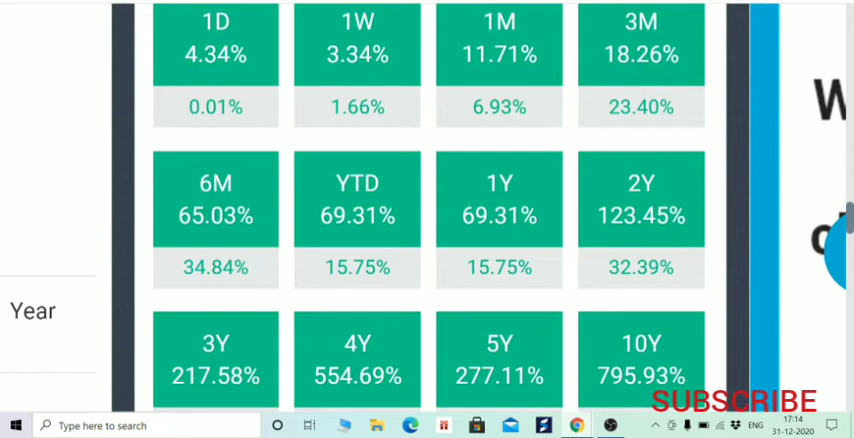 1D 1W 1M 3M
4.34% 3.34% 11.71% 18.26%
0.01% 1.66% 6.93% 23.40%
6M YTD 1Y 2Y
65.03% 69.31% 69.31% 123.45%
34.84% 15.75% 15.75% 32.39%
Year
3Y 4Y 5Y 10Y
217.58% 554.69% 277.11% 795.93%
SUBSCRIBE
Type here to search
ENG
17:14
31-12-2020